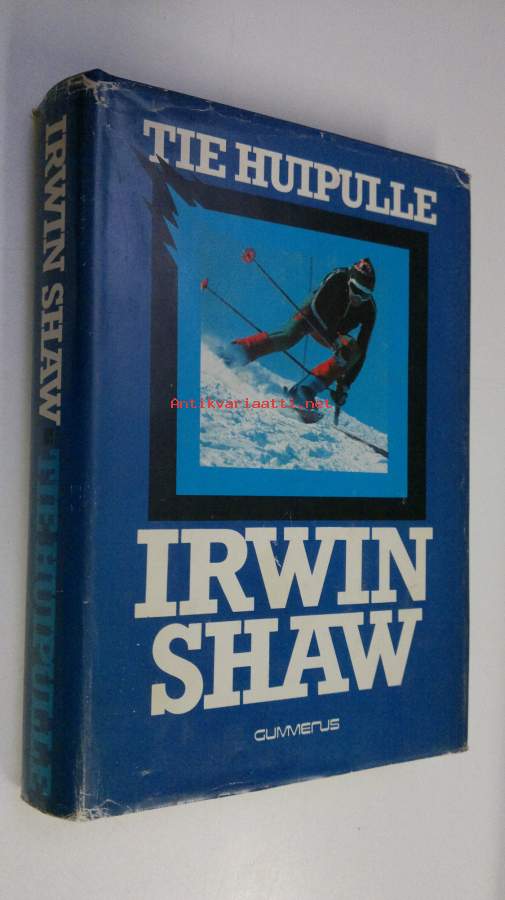 TIE HUIPULLE
Antikvariaatti.net
IRWIN
SHAW
GUMMERUS
IRWIN SHAW • TIE HUIPULLE